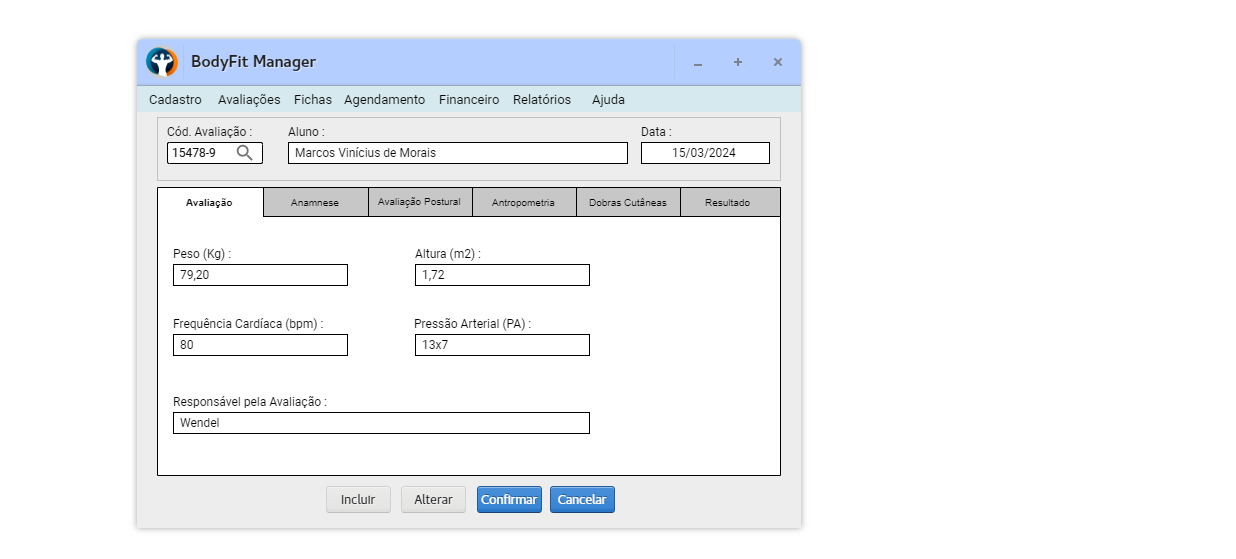 BodyFit Manager
Cadastro Avaliações Fichas Agendamento Financeiro Relatórios Ajuda
Cód. Avaliação : Aluno : Data :
15478-9 Marcos Vinícius de Morais 15/03/2024
Avaliação Anamnese Avaliação Postural Antropometria Dobras Cutâneas Resultado
Peso (Kg) : Altura (m2) :
79,20 1,72
Frequência Cardíaca (bpm) : Pressão Arterial (PA) :
80 13x7
Responsável pela Avaliação :
Wendel
Incluir Alterar Confirmar Cancelar